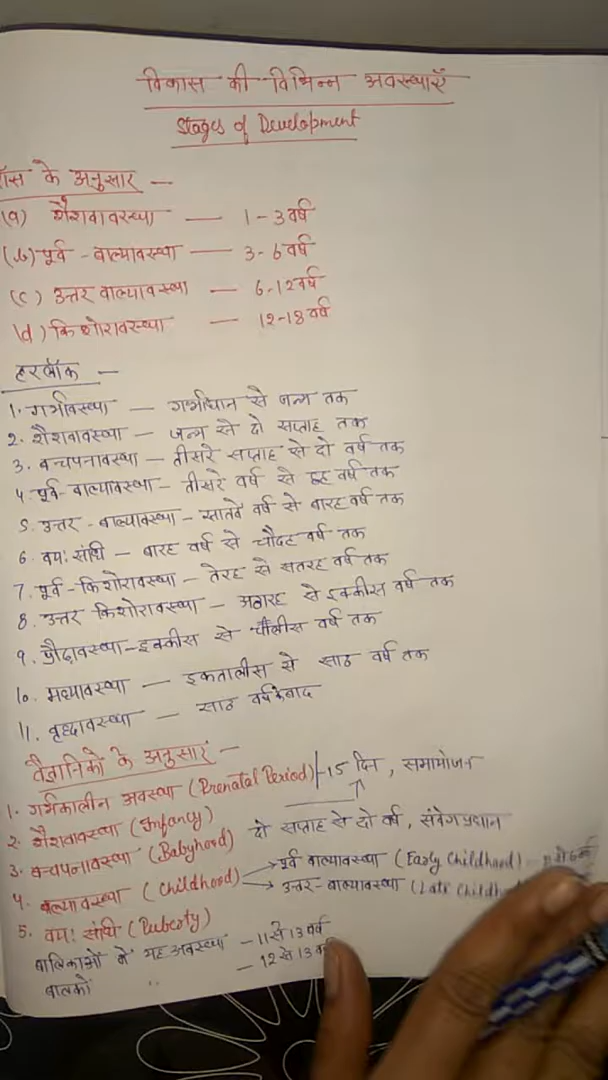 विकास की विभिन्न अवस्थाएँ
Stages of Development
के अनुसार —
(a) शैशवावस्था — 1-3 वर्ष
(b) पूर्व - बाल्यावस्था — 3-6 वर्ष
(c) उत्तर बाल्यावस्था — 6-12 वर्ष
(d) किशोरावस्था — 12-18 वर्ष
हरलॉक —
1. गर्भावस्था — गर्भाधान से जन्म तक
2. शैशवावस्था — जन्म से दो सप्ताह तक
3. बचपनावस्था — तीसरे सप्ताह से दो वर्ष तक
4. पूर्व-बाल्यावस्था — तीसरे वर्ष से छह वर्ष तक
5. उत्तर-बाल्यावस्था — सातवें वर्ष से बारह वर्ष तक
6. वय: संधि — बारह वर्ष से चौदह वर्ष तक
7. पूर्व-किशोरावस्था — तेरह से सतरह वर्ष तक
8. उत्तर किशोरावस्था — अठारह से इक्कीस वर्ष तक
9. प्रौढ़ावस्था — इक्कीस से चालीस वर्ष तक
10. मध्यावस्था — इकतालीस से साठ वर्ष तक
11. वृद्धावस्था — साठ वर्ष के बाद
वैज्ञानिकों के अनुसार —
1. गर्भकालीन अवस्था (Prenatal Period)
2. शैशवावस्था (Infancy) 15 दिन, समायोजन
3. बचपनावस्था (Babyhood) दो सप्ताह से दो वर्ष, संवेग प्रधान
4. बाल्यावस्था (Childhood) → पूर्व बाल्यावस्था (Early Childhood)
→ उत्तर-बाल्यावस्था (Late
5. वय: संधि (Puberty)
बालिकाओं में यह अवस्था — 11 से 13 वर्ष
बालकों " — 12 से 13